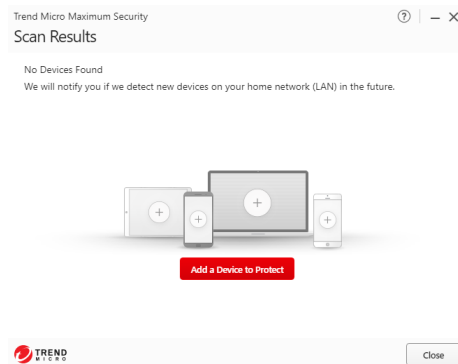 Trend Micro Maximum Security
Scan Results
No Devices Found
We will notify you if we detect new devices on your home network (LAN) in the future.
Add a Device to Protect
TREND
MICRO
Close